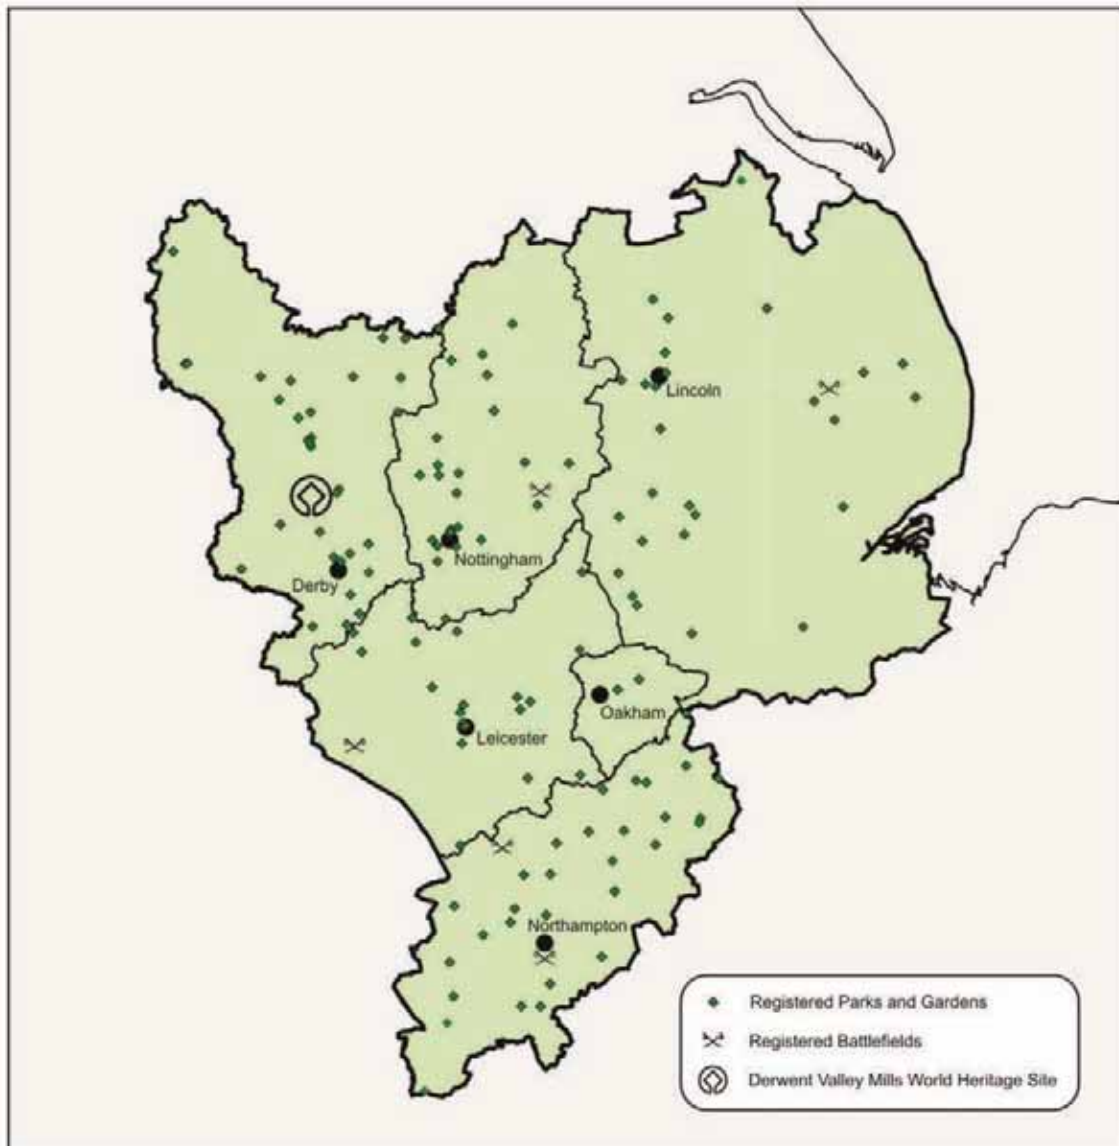 Lincoln
Nottingham
Derby
Oakham
Leicester
Northampton
Registered Parks and Gardens
Registered Battlefields
Derwent Valley Mills World Heritage Site